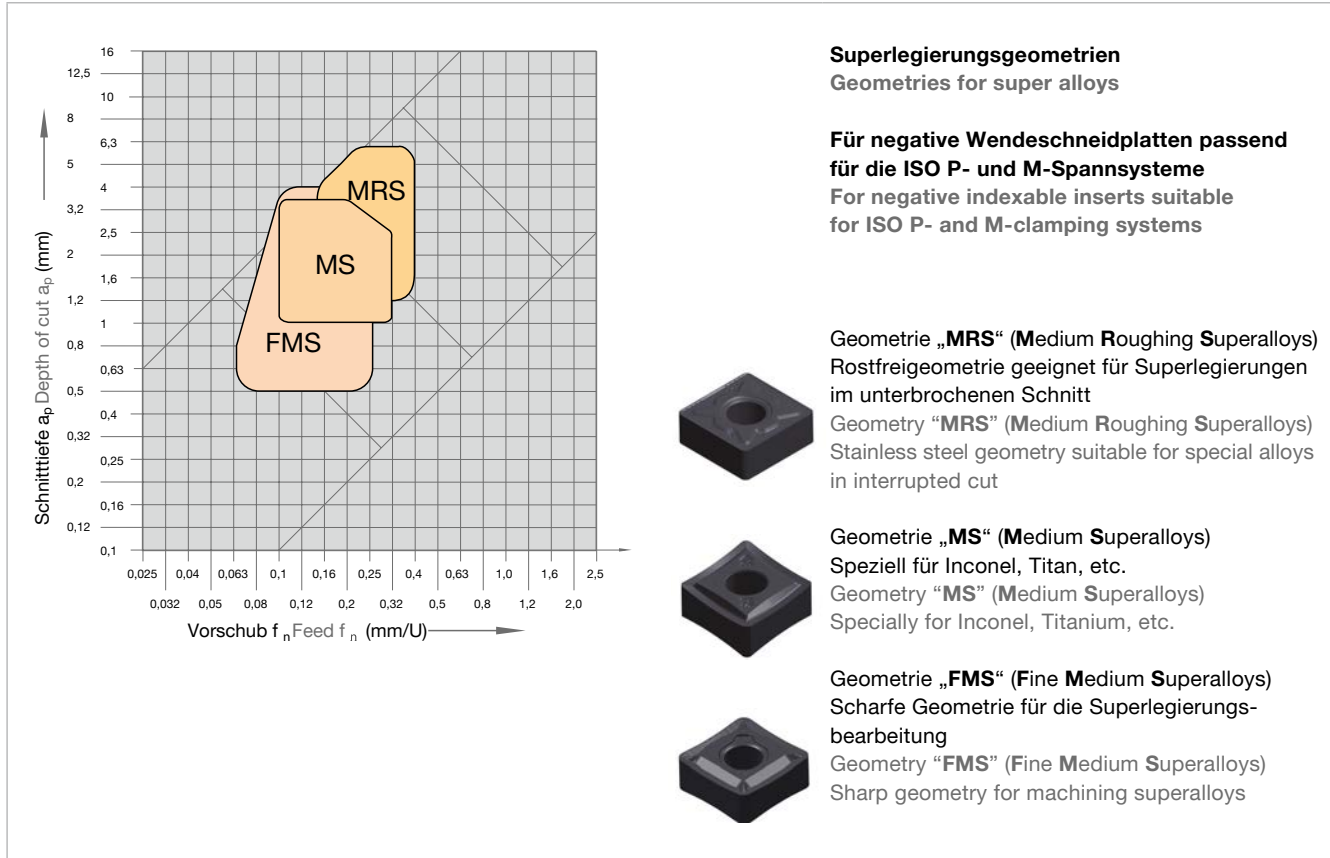 16
12,5
10
8
6,3
5
4
3,2
2,5
2
1,6
1,2
1
0,8
0,63
0,5
0,4
0,32
0,25
0,2
0,16
0,12
0,1
Schnitttiefe ap Depth of cut ap (mm)
MRS
MS
FMS
0,025 0,04 0,063 0,1 0,16 0,25 0,4 0,63 1,0 1,6 2,5
0,032 0,05 0,08 0,12 0,2 0,32 0,5 0,8 1,2 2,0
Vorschub f n Feed f n (mm/U)
Superlegierungsgeometrien
Geometries for super alloys
Für negative Wendeschneidplatten passend
für die ISO P- und M-Spannsysteme
For negative indexable inserts suitable
for ISO P- and M-clamping systems
Geometrie „MRS“ (Medium Roughing Superalloys)
Rostfreigeometrie geeignet für Superlegierungen
im unterbrochenen Schnitt
Geometry “MRS” (Medium Roughing Superalloys)
Stainless steel geometry suitable for special alloys
in interrupted cut
Geometrie „MS“ (Medium Superalloys)
Speziell für Inconel, Titan, etc.
Geometry “MS” (Medium Superalloys)
Specially for Inconel, Titanium, etc.
Geometrie „FMS“ (Fine Medium Superalloys)
Scharfe Geometrie für die Superlegierungs-
bearbeitung
Geometry “FMS” (Fine Medium Superalloys)
Sharp geometry for machining superalloys